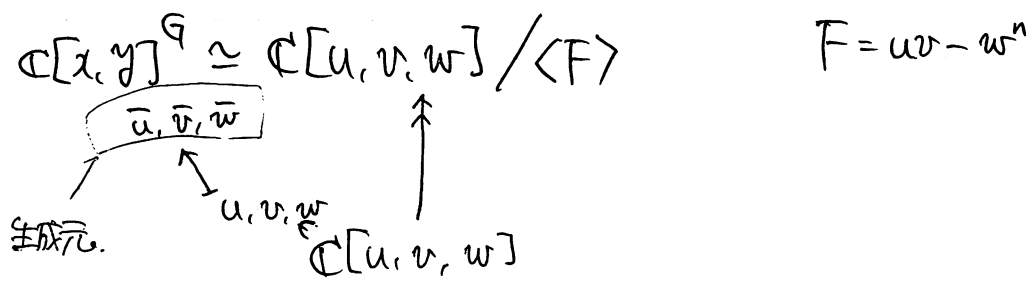 ℂ[x, y]^G ≃ ℂ[u, v, w] / <F> F = uv - w^n
ū, v̄, w̄
u, v, w
生成元.
ℂ[u, v, w]